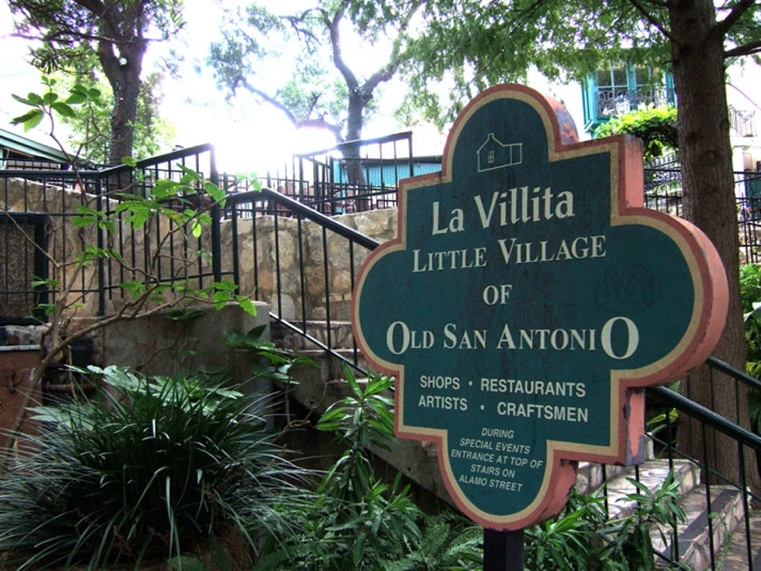 La Villita
LITTLE VILLAGE
OF
OLD SAN ANTONIO
SHOPS • RESTAURANTS
ARTISTS • CRAFTSMEN
DURING
SPECIAL EVENTS
ENTRANCE AT TOP OF
STAIRS ON
ALAMO STREET